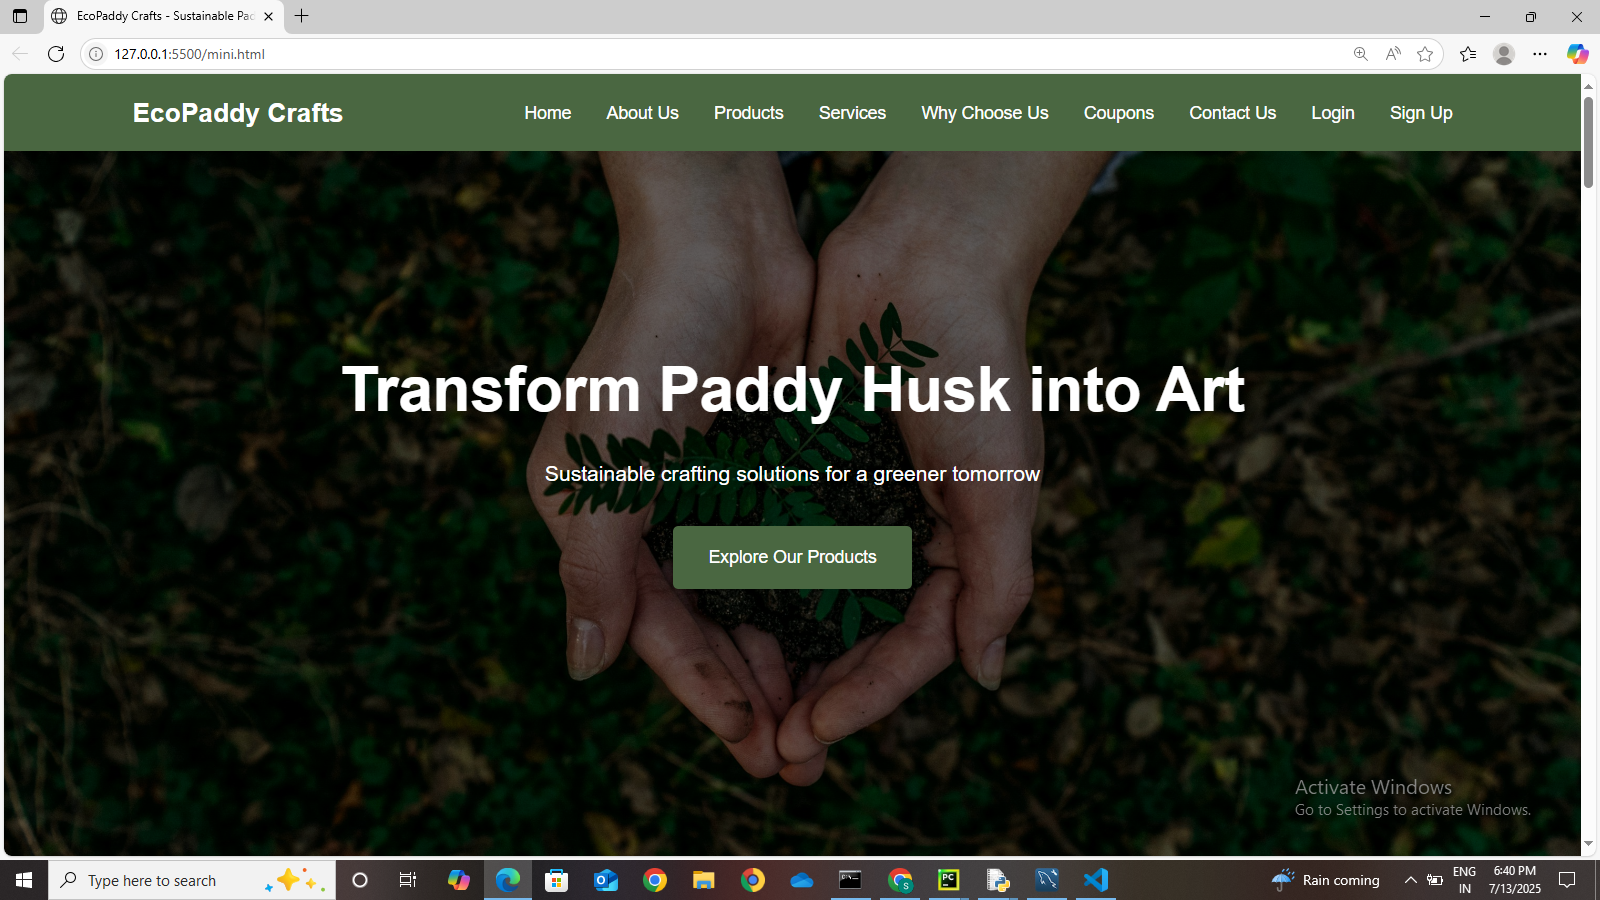 EcoPaddy Crafts - Sustainable Pad
127.0.0.1:5500/mini.html
EcoPaddy Crafts
Home About Us Products Services Why Choose Us Coupons Contact Us Login Sign Up
Transform Paddy Husk into Art
Sustainable crafting solutions for a greener tomorrow
Explore Our Products
Activate Windows
Go to Settings to activate Windows.
Type here to search
Rain coming
ENG
IN
6:40 PM
7/13/2025